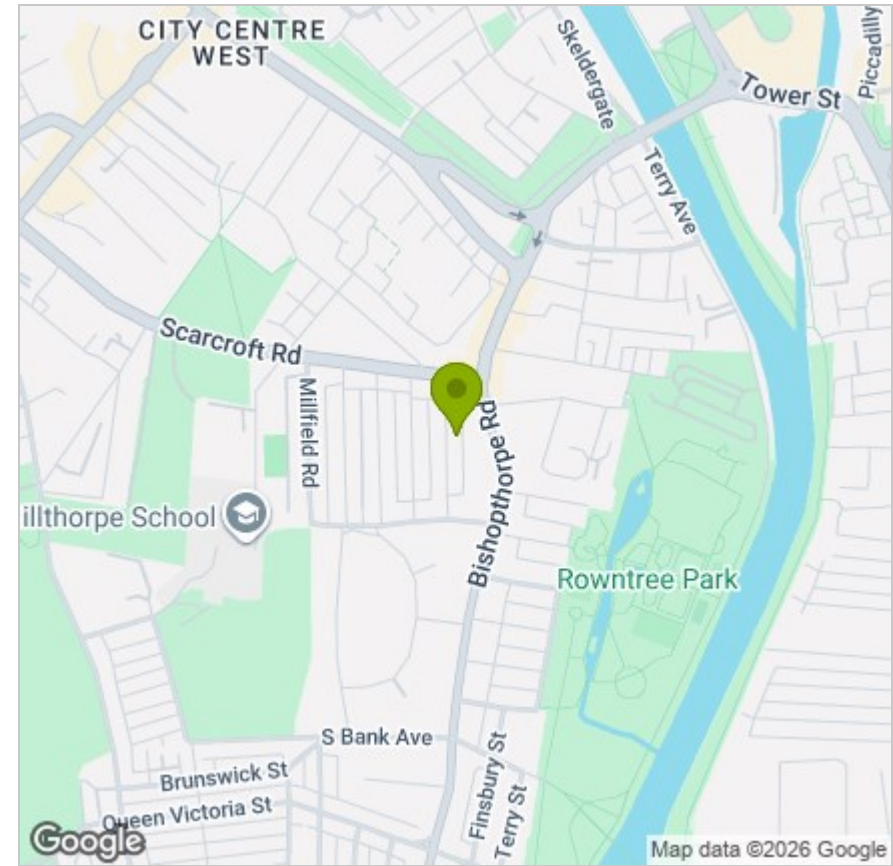 CITY CENTRE
WEST
Skeldergate
Piccadilly
Tower St
Terry Ave
Scarcroft Rd
Millfield Rd
Bishopthorpe Rd
illthorpe School
Rowntree Park
S Bank Ave
Brunswick St
Queen Victoria St
Finsbury St
Terry St
Google
Map data ©2026 Google